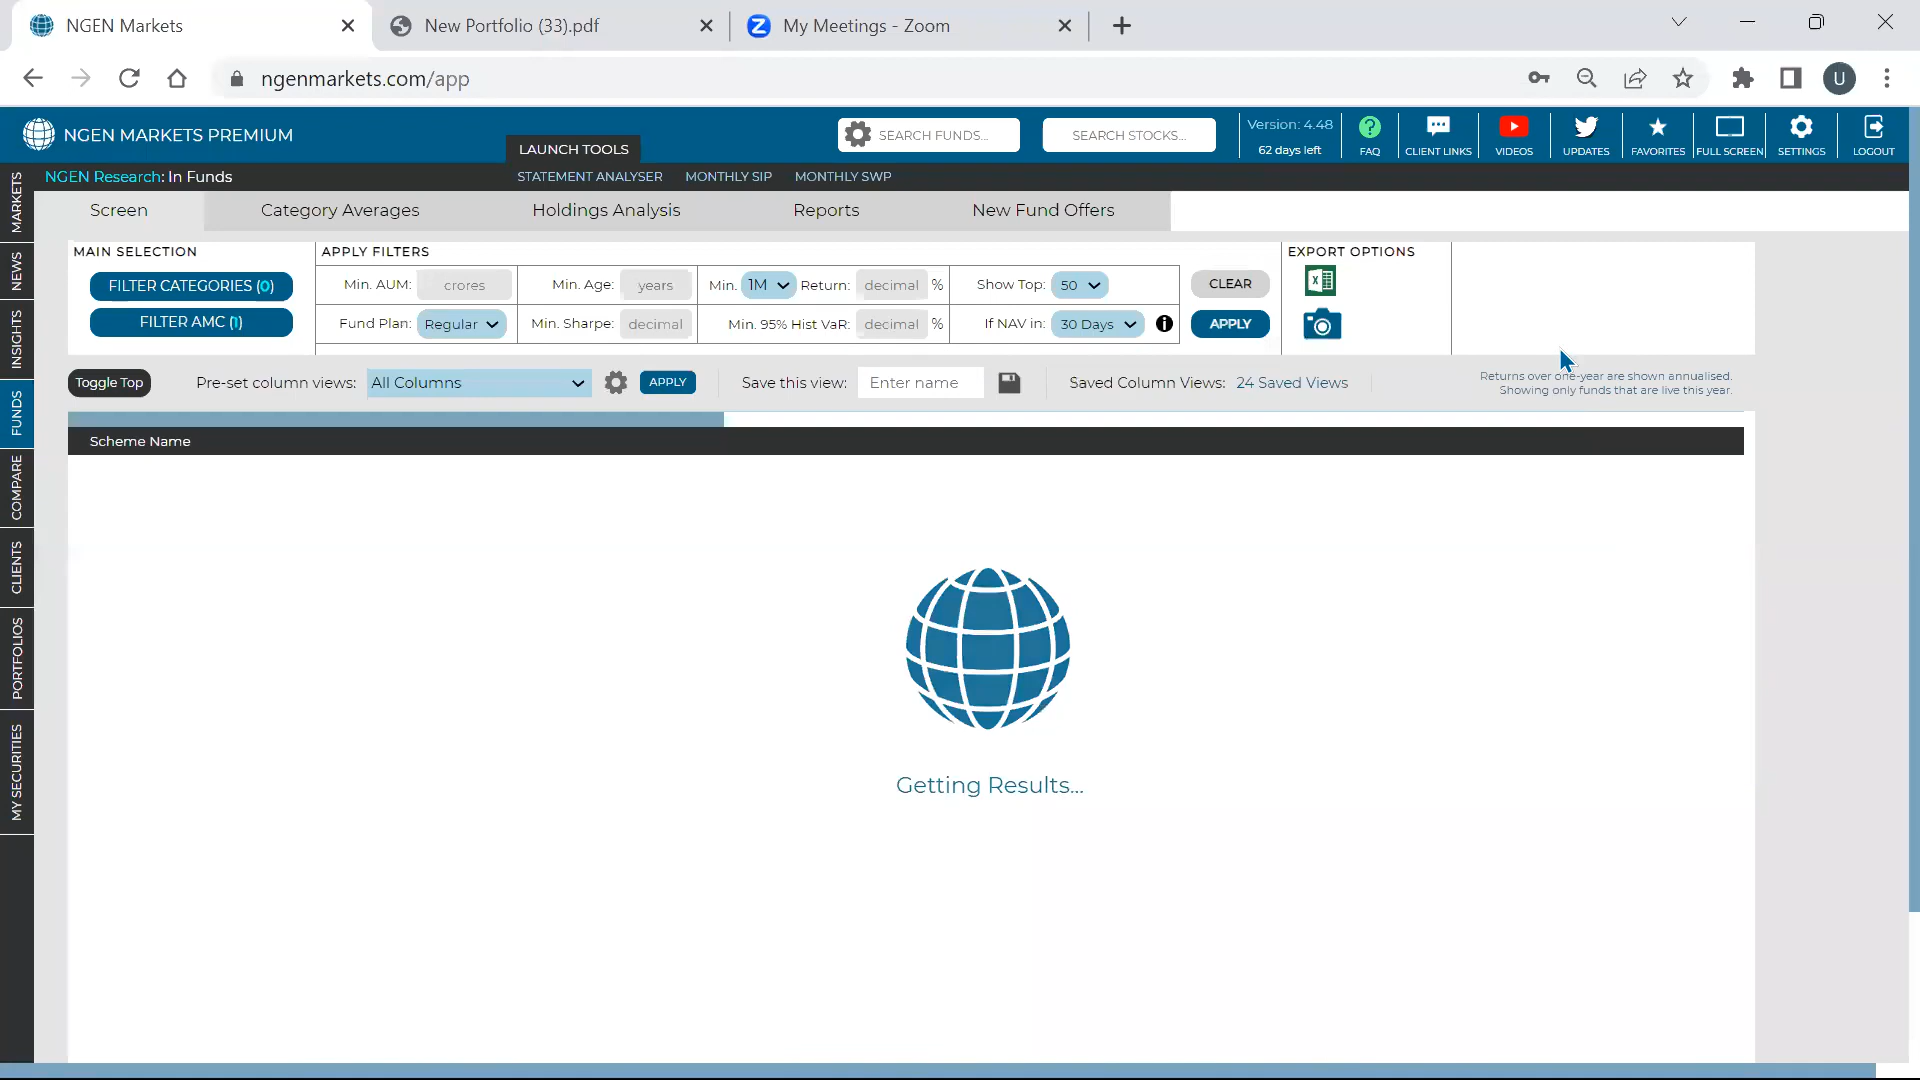 NGEN Markets
New Portfolio (33).pdf
My Meetings - Zoom
ngenmarkets.com/app
U
NGEN MARKETS PREMIUM
LAUNCH TOOLS
SEARCH FUNDS...
SEARCH STOCKS...
Version: 4.48
62 days left
FAQ
CLIENT LINKS
VIDEOS
UPDATES
FAVORITES
FULL SCREEN
SETTINGS
LOGOUT
NGEN Research: In Funds
STATEMENT ANALYSER
MONTHLY SIP
MONTHLY SWP
MARKETS
NEWS
INSIGHTS
FUNDS
COMPARE
CLIENTS
PORTFOLIOS
MY SECURITIES
Screen
Category Averages
Holdings Analysis
Reports
New Fund Offers
MAIN SELECTION
FILTER CATEGORIES (0)
FILTER AMC (1)
APPLY FILTERS
Min. AUM: crores
Min. Age: years
Min. 1M Return: decimal %
Show Top: 50
CLEAR
Fund Plan: Regular
Min. Sharpe: decimal
Min. 95% Hist VaR: decimal %
If NAV in: 30 Days
APPLY
EXPORT OPTIONS
Toggle Top
Pre-set column views: All Columns
APPLY
Save this view: Enter name
Saved Column Views: 24 Saved Views
Returns over one-year are shown annualised.
Showing only funds that are live this year.
Scheme Name
Getting Results...